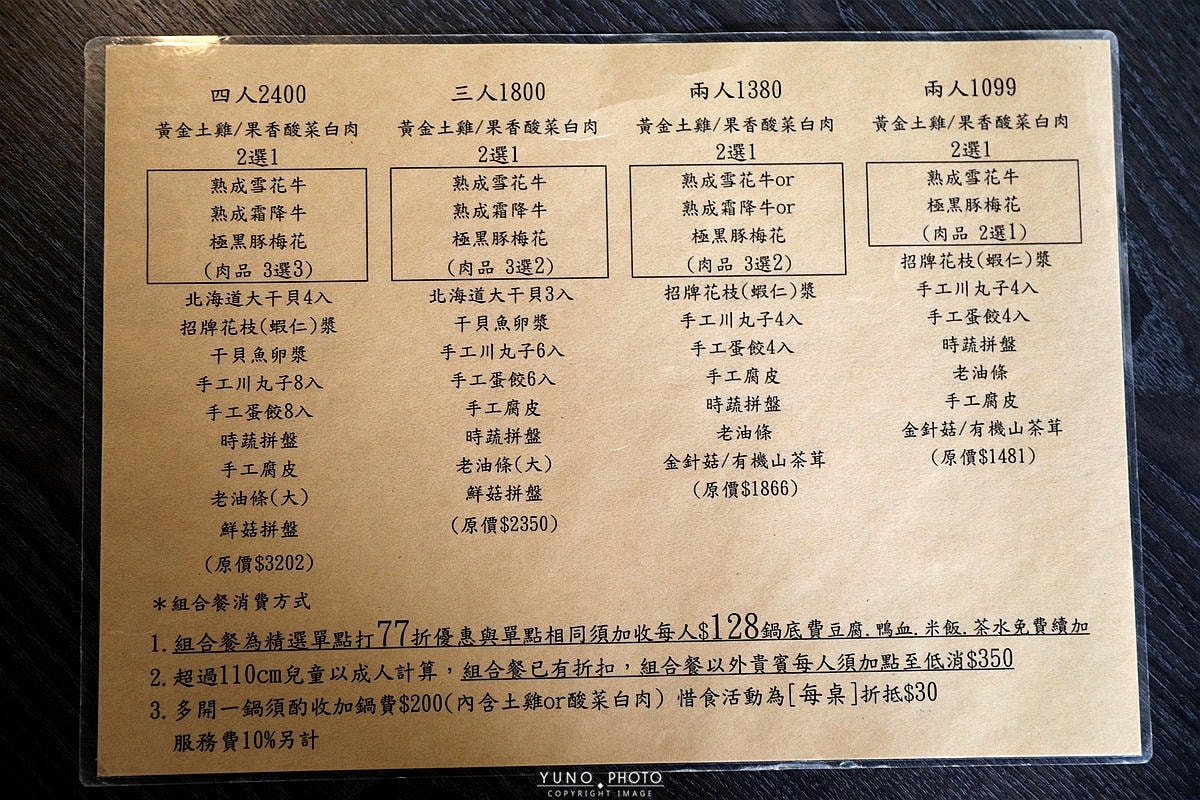 四人2400
黃金土雞/果香酸菜白肉
2選1
熟成雪花牛
熟成霜降牛
極黑豚梅花
(肉品 3選3)
北海道大干貝4入
招牌花枝(蝦仁)漿
干貝魚卵漿
手工川丸子8入
手工蛋餃8入
時蔬拼盤
手工腐皮
老油條(大)
鮮菇拼盤
(原價$3202)
三人1800
黃金土雞/果香酸菜白肉
2選1
熟成雪花牛
熟成霜降牛
極黑豚梅花
(肉品 3選2)
北海道大干貝3入
干貝魚卵漿
手工川丸子6入
手工蛋餃6入
手工腐皮
時蔬拼盤
老油條(大)
鮮菇拼盤
(原價$2350)
兩人1380
黃金土雞/果香酸菜白肉
2選1
熟成雪花牛or
熟成霜降牛or
極黑豚梅花
(肉品 3選2)
招牌花枝(蝦仁)漿
手工川丸子4入
手工蛋餃4入
手工腐皮
時蔬拼盤
老油條
金針菇/有機山茶茸
(原價$1866)
兩人1099
黃金土雞/果香酸菜白肉
2選1
熟成雪花牛
極黑豚梅花
(肉品 2選1)
招牌花枝(蝦仁)漿
手工川丸子4入
手工蛋餃4入
時蔬拼盤
老油條
手工腐皮
金針菇/有機山茶茸
(原價$1481)
＊組合餐消費方式
1. 組合餐為精選單點打77折優惠與單點相同須加收每人$128鍋底費豆腐.鴨血.米飯.茶水免費續加
2. 超過110cm兒童以成人計算，組合餐已有折扣，組合餐以外貴賓每人須加點至低消$350
3. 多開一鍋須酌收加鍋費$200(內含土雞or酸菜白肉) 惜食活動為[每桌]折抵$30
服務費10%另計
YUNO PHOTO
COPYRIGHT IMAGE